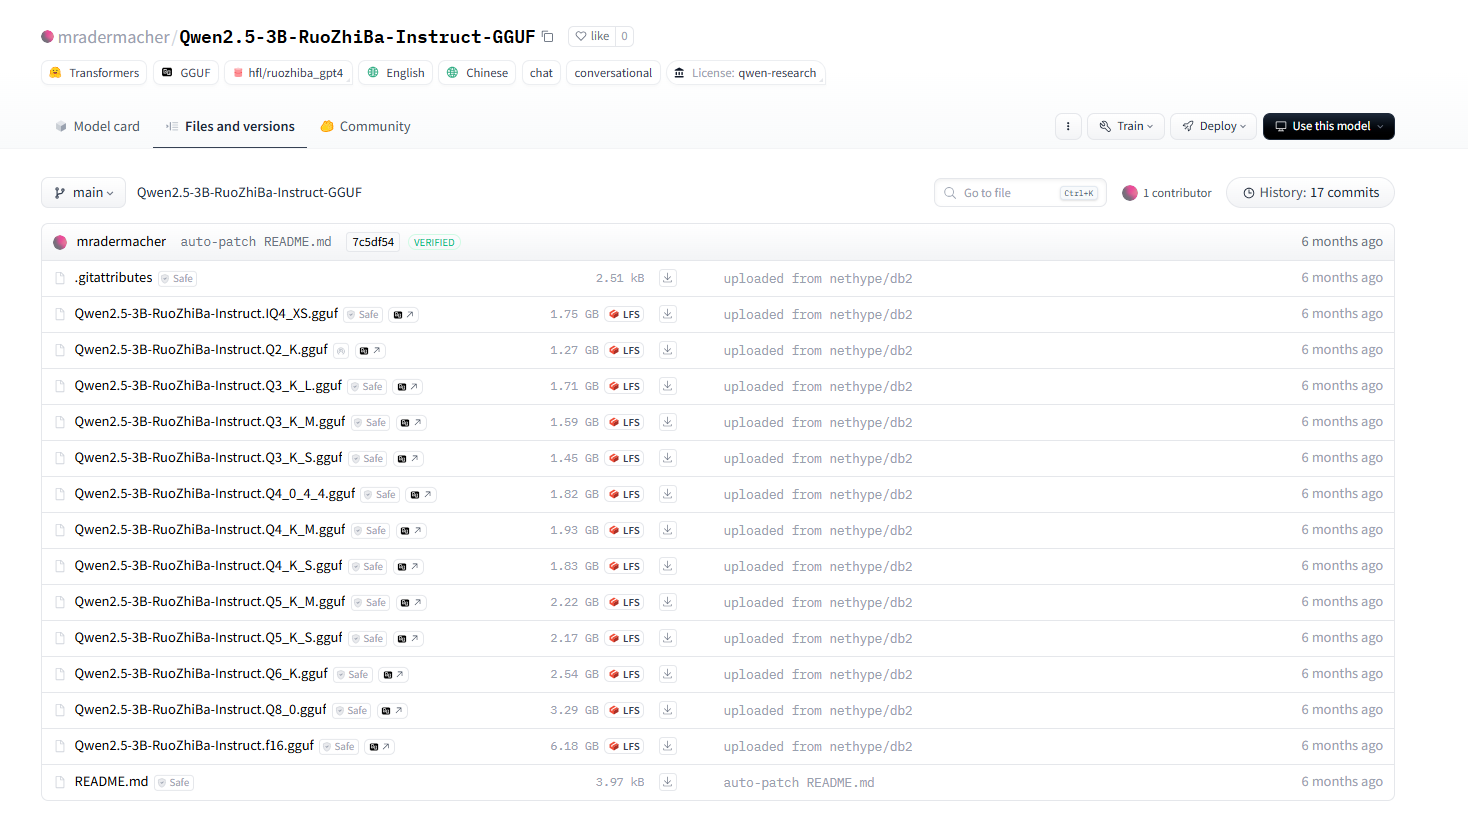 mradermacher/Qwen2.5-3B-RuoZhiBa-Instruct-GGUF like 0
Transformers GGUF hfl/ruozhiba_gpt4 English Chinese chat conversational License: qwen-research
Model card Files and versions Community Train Deploy Use this model
main Qwen2.5-3B-RuoZhiBa-Instruct-GGUF Go to file Ctrl+K 1 contributor History: 17 commits
mradermacher auto-patch README.md 7c5df54 VERIFIED 6 months ago
.gitattributes Safe 2.51 kB uploaded from nethype/db2 6 months ago
Qwen2.5-3B-RuoZhiBa-Instruct.IQ4_XS.gguf Safe 1.75 GB LFS uploaded from nethype/db2 6 months ago
Qwen2.5-3B-RuoZhiBa-Instruct.Q2_K.gguf 1.27 GB LFS uploaded from nethype/db2 6 months ago
Qwen2.5-3B-RuoZhiBa-Instruct.Q3_K_L.gguf Safe 1.71 GB LFS uploaded from nethype/db2 6 months ago
Qwen2.5-3B-RuoZhiBa-Instruct.Q3_K_M.gguf Safe 1.59 GB LFS uploaded from nethype/db2 6 months ago
Qwen2.5-3B-RuoZhiBa-Instruct.Q3_K_S.gguf Safe 1.45 GB LFS uploaded from nethype/db2 6 months ago
Qwen2.5-3B-RuoZhiBa-Instruct.Q4_0_4_4.gguf Safe 1.82 GB LFS uploaded from nethype/db2 6 months ago
Qwen2.5-3B-RuoZhiBa-Instruct.Q4_K_M.gguf Safe 1.93 GB LFS uploaded from nethype/db2 6 months ago
Qwen2.5-3B-RuoZhiBa-Instruct.Q4_K_S.gguf Safe 1.83 GB LFS uploaded from nethype/db2 6 months ago
Qwen2.5-3B-RuoZhiBa-Instruct.Q5_K_M.gguf Safe 2.22 GB LFS uploaded from nethype/db2 6 months ago
Qwen2.5-3B-RuoZhiBa-Instruct.Q5_K_S.gguf Safe 2.17 GB LFS uploaded from nethype/db2 6 months ago
Qwen2.5-3B-RuoZhiBa-Instruct.Q6_K.gguf Safe 2.54 GB LFS uploaded from nethype/db2 6 months ago
Qwen2.5-3B-RuoZhiBa-Instruct.Q8_0.gguf Safe 3.29 GB LFS uploaded from nethype/db2 6 months ago
Qwen2.5-3B-RuoZhiBa-Instruct.f16.gguf Safe 6.18 GB LFS uploaded from nethype/db2 6 months ago
README.md Safe 3.97 kB auto-patch README.md 6 months ago